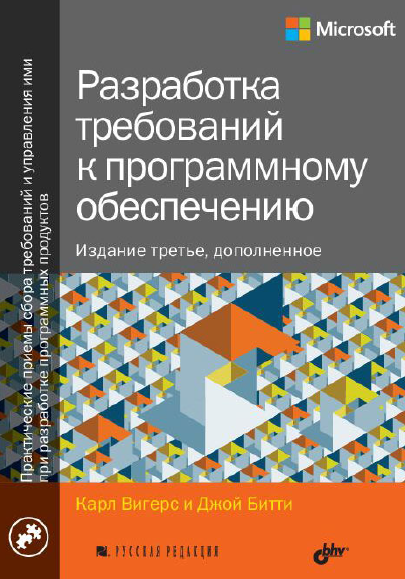 Microsoft
Разработка
требований
к программному
обеспечению
Издание третье, дополненное
Практические приемы сбора требований и управления ими
при разработке программных продуктов
Карл Вигерс и Джой Битти
РУССКАЯ РЕДАКЦИЯ
bhv